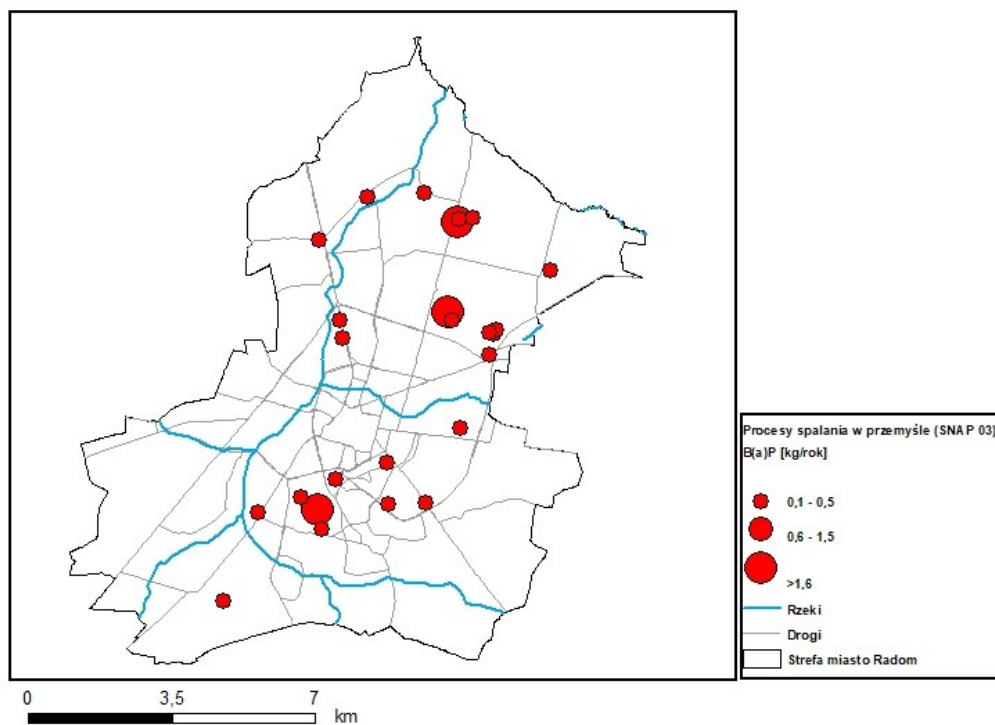 Procesy spalania w przemyśle (SNAP 03)
B(a)P [kg/rok]
0,1 - 0,5
0,6 - 1,5
>1,6
Rzeki
Drogi
Strefa miasto Radom
0 3,5 7
km